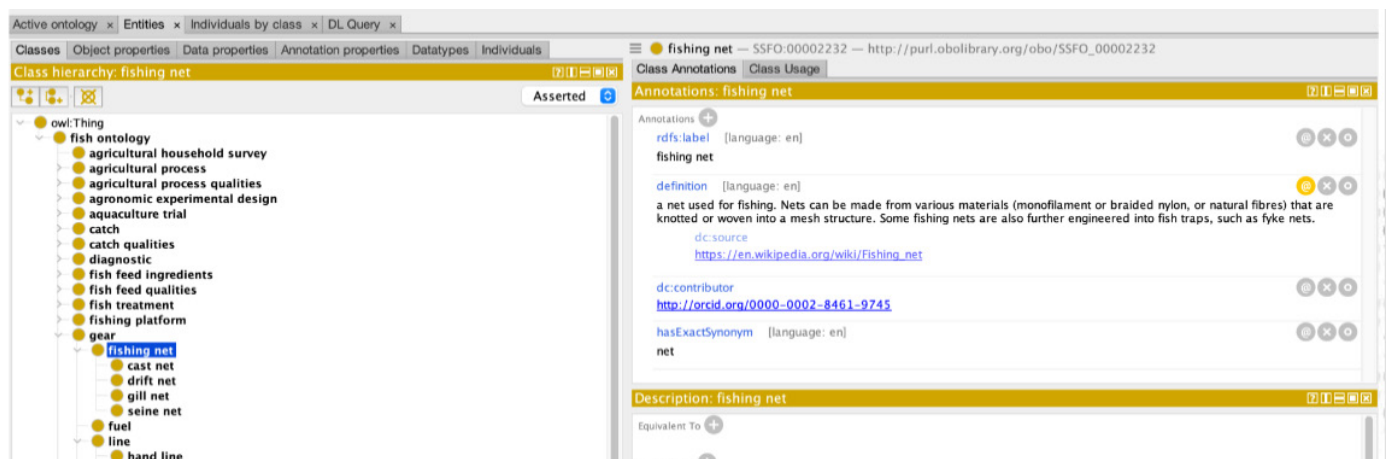 Active ontology × Entities × Individuals by class × DL Query ×
Classes Object properties Data properties Annotation properties Datatypes Individuals
Class hierarchy: fishing net
Asserted
owl:Thing
fish ontology
agricultural household survey
agricultural process
agricultural process qualities
agronomic experimental design
aquaculture trial
catch
catch qualities
diagnostic
fish feed ingredients
fish feed qualities
fish treatment
fishing platform
gear
fishing net
cast net
drift net
gill net
seine net
fuel
line
hand line
fishing net — SSFO:00002232 — http://purl.obolibrary.org/obo/SSFO_00002232
Class Annotations Class Usage
Annotations: fishing net
Annotations
rdfs:label [language: en]
fishing net
definition [language: en]
a net used for fishing. Nets can be made from various materials (monofilament or braided nylon, or natural fibres) that are
knotted or woven into a mesh structure. Some fishing nets are also further engineered into fish traps, such as fyke nets.
dc:source
https://en.wikipedia.org/wiki/Fishing_net
dc:contributor
http://orcid.org/0000-0002-8461-9745
hasExactSynonym [language: en]
net
Description: fishing net
Equivalent To